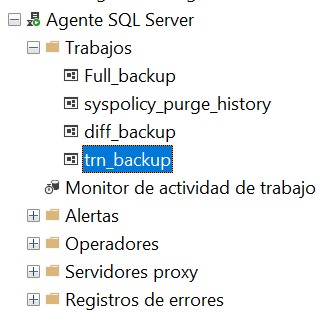 Agente SQL Server
Trabajos
Full_backup
syspolicy_purge_history
diff_backup
trn_backup
Monitor de actividad de trabajo
Alertas
Operadores
Servidores proxy
Registros de errores